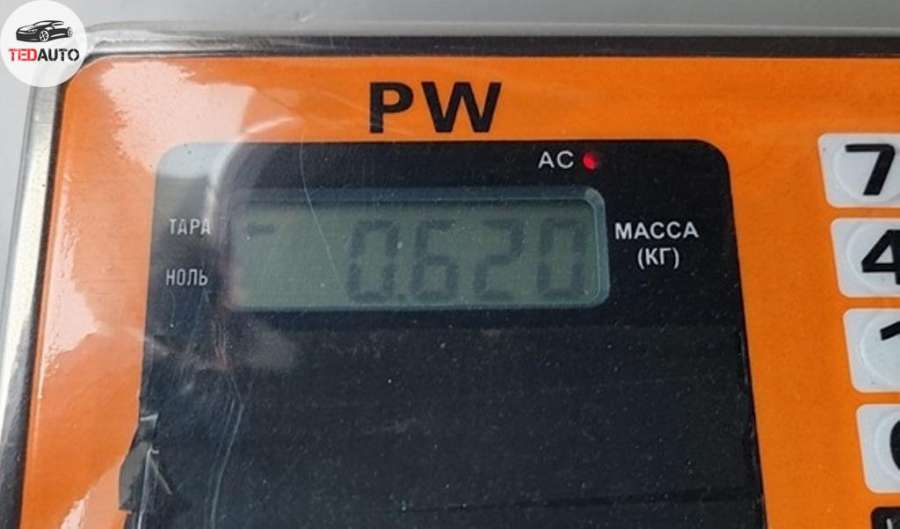 TEDAUTO
PW
AC
7
ТАРА
0.620
МАССА
(КГ)
4
НОЛЬ